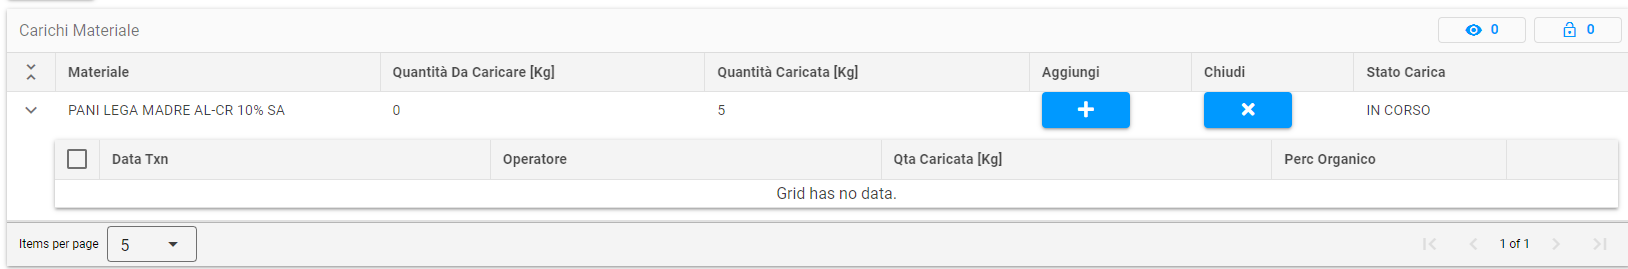 Carichi Materiale 0 0
Materiale Quantità Da Caricare [Kg] Quantità Caricata [Kg] Aggiungi Chiudi Stato Carica
PANI LEGA MADRE AL-CR 10% SA 0 5 IN CORSO
Data Txn Operatore Qta Caricata [Kg] Perc Organico
Grid has no data.
Items per page 5 1 of 1